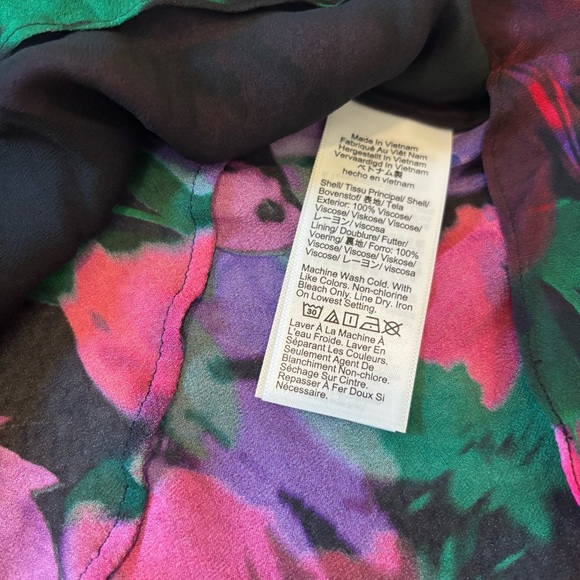 Made In Vietnam
Fabriqué Au Viêt Nam
Hergestellt In Vietnam
Vervaardigd In Vietnam
ベトナム製
hecho en vietnam
Shell/ Tissu Principal/ Shell/
Bovenstof/ 表地/ Tela
Exterior: 100% Viscose/
Viscose/ Viskose/ Viscose/
レーヨン/ viscosa
Lining/ Doublure/ Futter/
Voering/ 裏地/ Forro: 100%
Viscose/ Viscose/ Viskose/
Viscose/ レーヨン/ viscosa
Machine Wash Cold. With
Like Colors. Non-chlorine
Bleach Only. Line Dry. Iron
On Lowest Setting.
30
Laver À La Machine À
L'eau Froide. Laver En
Séparant Les Couleurs.
Seulement Agent De
Blanchiment Non-chlore.
Séchage Sur Cintre.
Repasser À Fer Doux Si
Nécessaire.